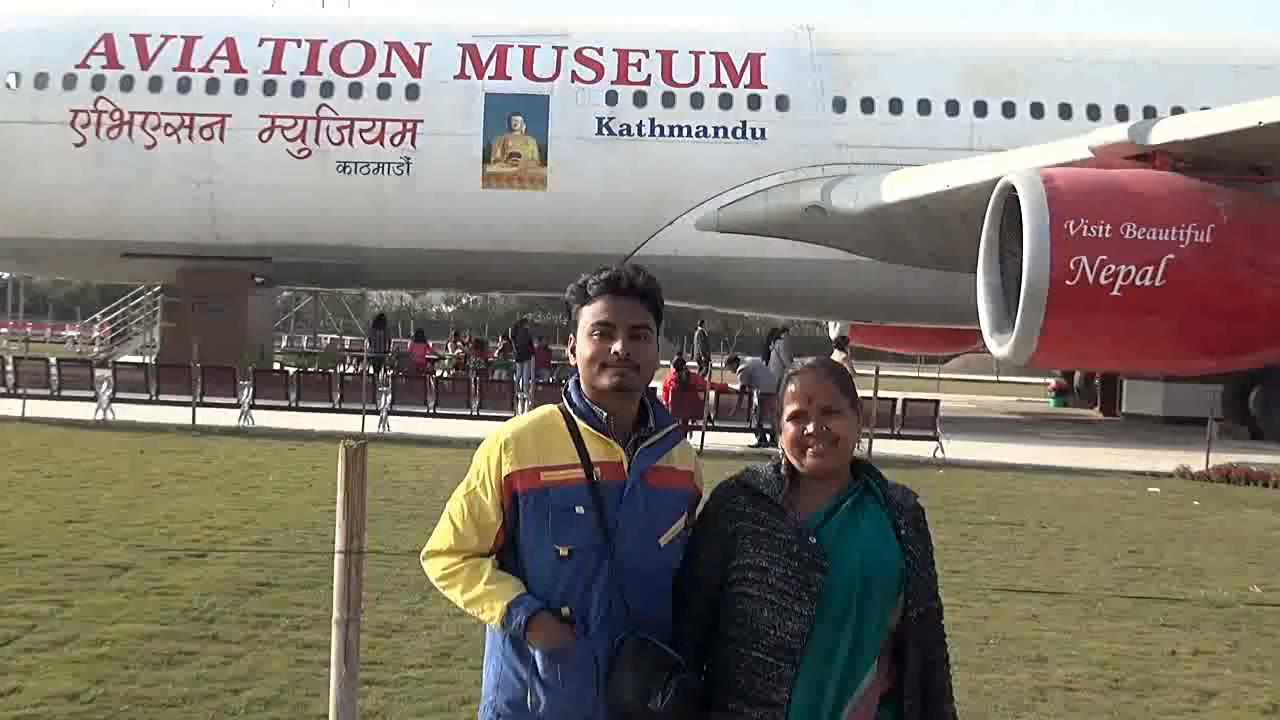 AVIATION MUSEUM
एभिएसन म्युजियम
काठमाडौं
Kathmandu
Visit Beautiful
Nepal